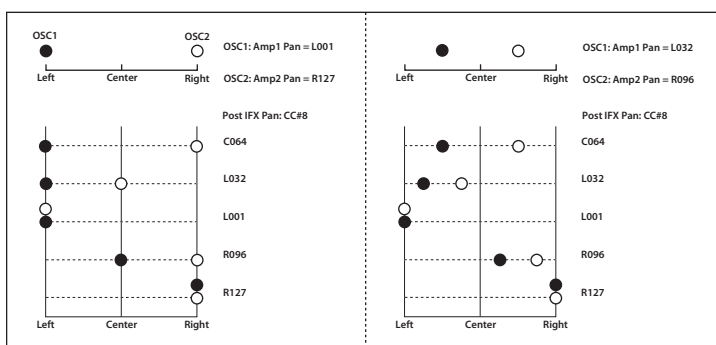 OSC1 OSC2
OSC1: Amp1 Pan = L001
Left Center Right
OSC2: Amp2 Pan = R127
Post IFX Pan: CC#8
C064
L032
L001
R096
R127
Left Center Right
OSC1: Amp1 Pan = L032
Left Center Right
OSC2: Amp2 Pan = R096
Post IFX Pan: CC#8
C064
L032
L001
R096
R127
Left Center Right